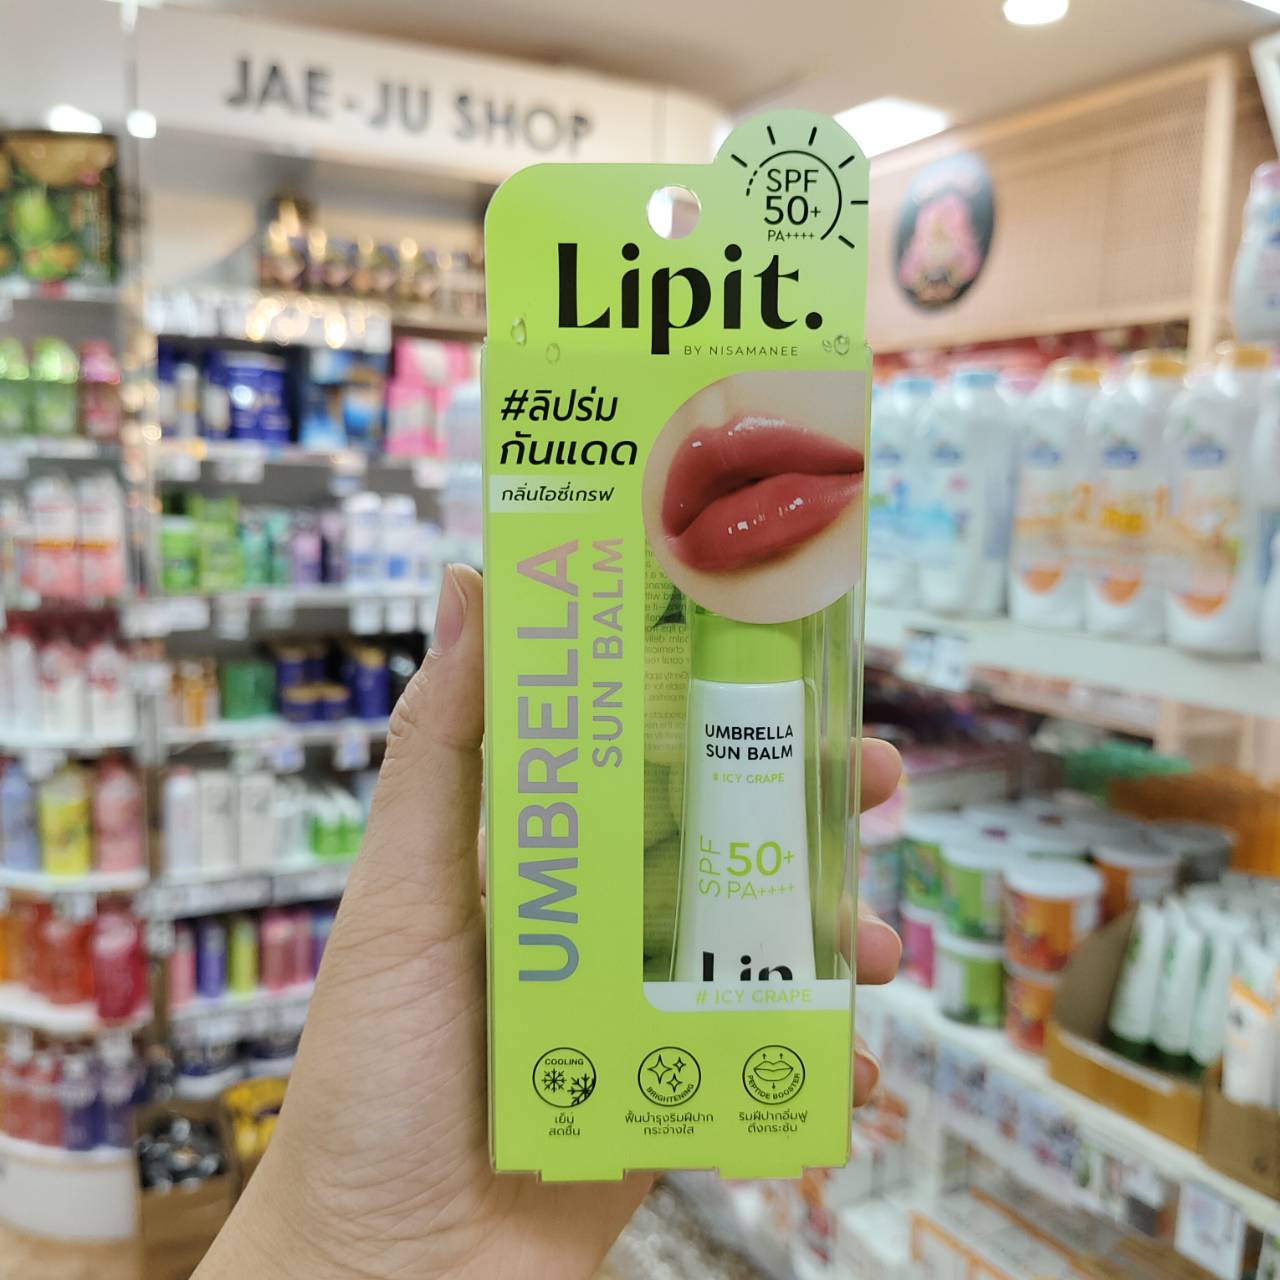 JAE-JU SHOP
SPF
50+
PA++++
Lipit.
BY NISAMANEE
#ลิปร่ม
กันแดด
กลิ่นไอซี่เกรฟ
UMBRELLA
SUN BALM
UMBRELLA
SUN BALM
# ICY GRAPE
SPF
50+
PA++++
Lip
# ICY GRAPE
COOLING
เย็น
สดชื่น
BRIGHTENING
ฟื้นบำรุงริมฝีปาก
กระจ่างใส
PEPTIDE BOOSTER
ริมฝีปากอิ่มฟู
ตึงกระชับ